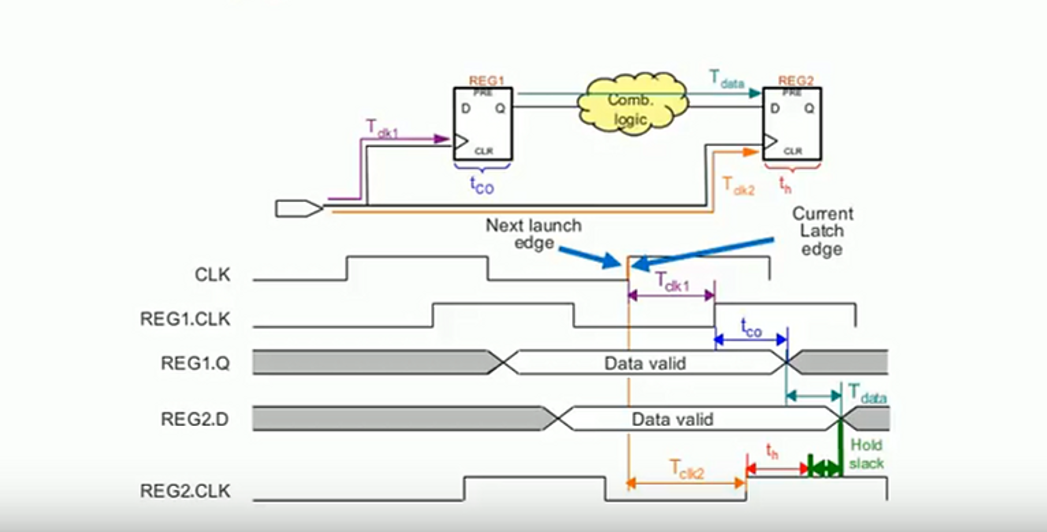 REG1
PRE
D Q
CLR
tco
Tclk1
Comb.
logic
Tdata
REG2
PRE
D Q
CLR
th
Tclk2
Next launch
edge
Current
Latch
edge
CLK
Tclk1
REG1.CLK
tco
REG1.Q
Data valid
Tdata
REG2.D
Data valid
Hold
slack
th
Tclk2
REG2.CLK